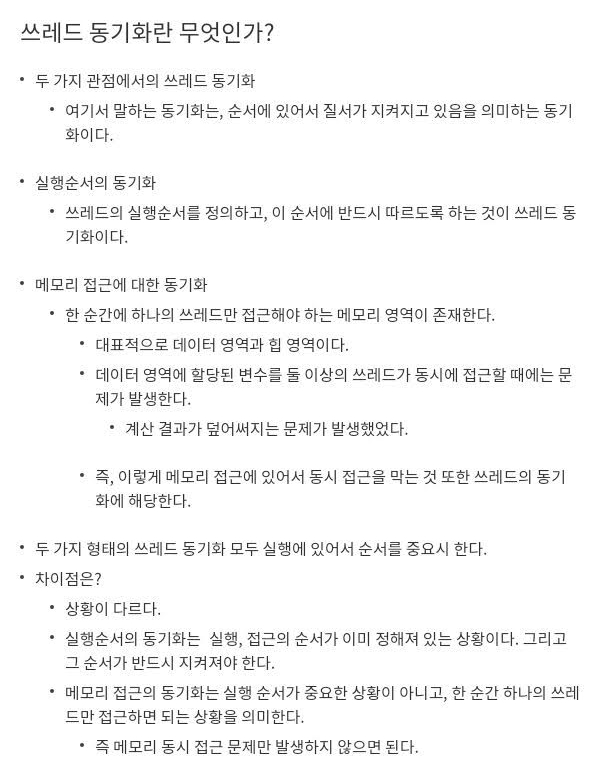 쓰레드 동기화란 무엇인가?
• 두 가지 관점에서의 쓰레드 동기화
• 여기서 말하는 동기화는, 순서에 있어서 질서가 지켜지고 있음을 의미하는 동기
화이다.
• 실행순서의 동기화
• 쓰레드의 실행순서를 정의하고, 이 순서에 반드시 따르도록 하는 것이 쓰레드 동
기화이다.
• 메모리 접근에 대한 동기화
• 한 순간에 하나의 쓰레드만 접근해야 하는 메모리 영역이 존재한다.
• 대표적으로 데이터 영역과 힙 영역이다.
• 데이터 영역에 할당된 변수를 둘 이상의 쓰레드가 동시에 접근할 때에는 문
제가 발생한다.
• 계산 결과가 덮어써지는 문제가 발생했었다.
• 즉, 이렇게 메모리 접근에 있어서 동시 접근을 막는 것 또한 쓰레드의 동기
화에 해당한다.
• 두 가지 형태의 쓰레드 동기화 모두 실행에 있어서 순서를 중요시 한다.
• 차이점은?
• 상황이 다르다.
• 실행순서의 동기화는  실행, 접근의 순서가 이미 정해져 있는 상황이다. 그리고
그 순서가 반드시 지켜져야 한다.
• 메모리 접근의 동기화는 실행 순서가 중요한 상황이 아니고, 한 순간 하나의 쓰레
드만 접근하면 되는 상황을 의미한다.
• 즉 메모리 동시 접근 문제만 발생하지 않으면 된다.